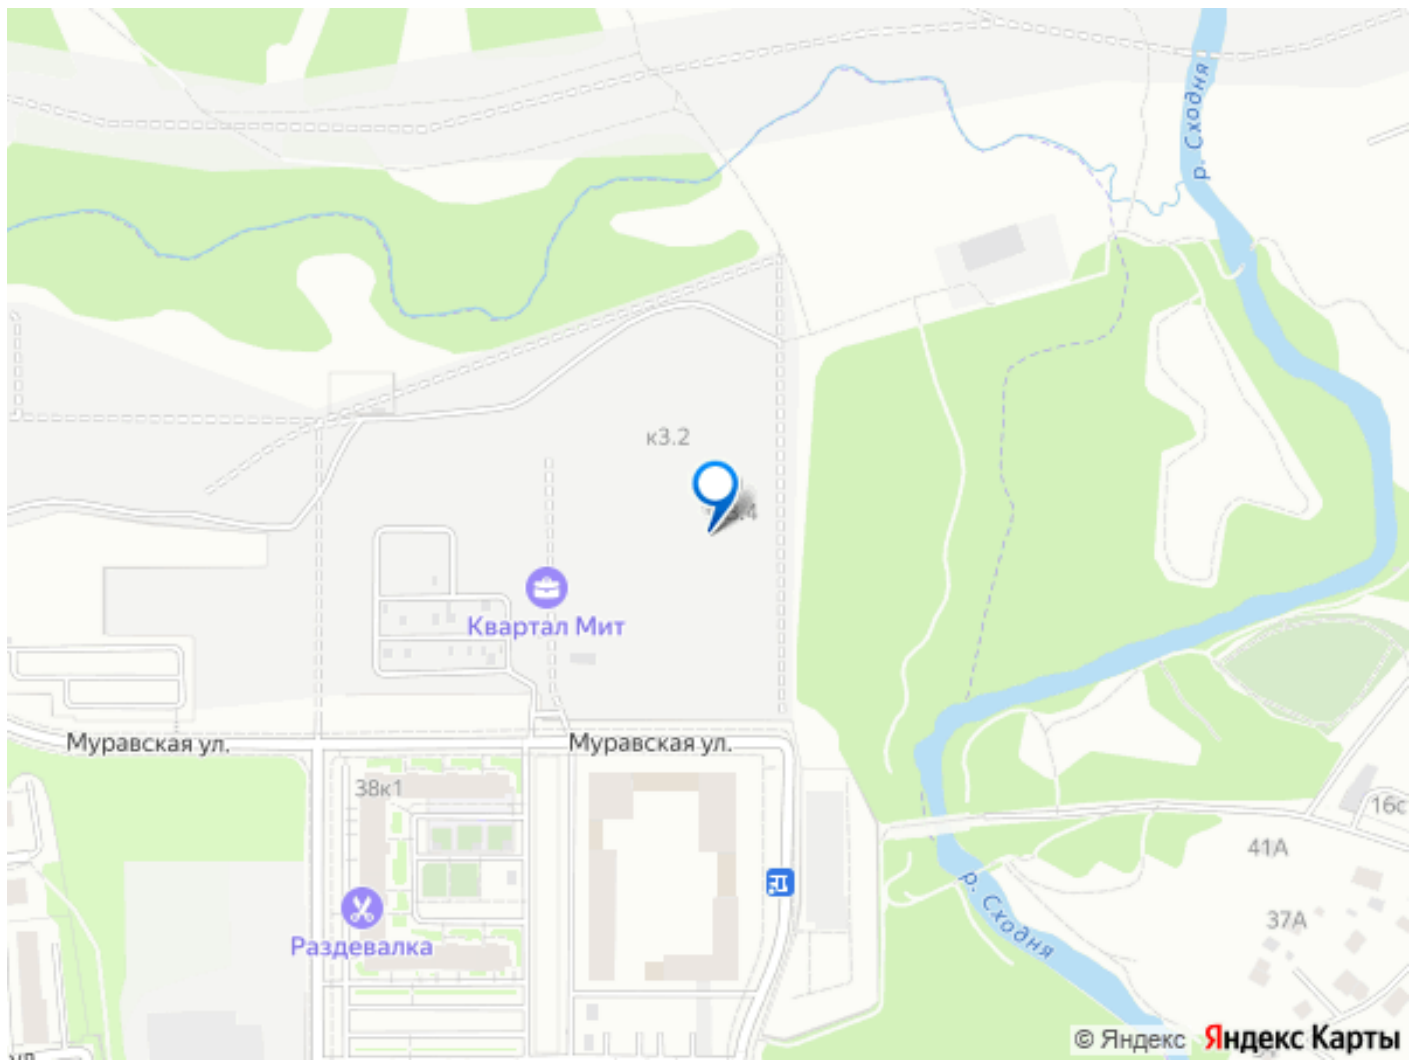 р. Сходня
к3.2
Квартал Мит
Муравская ул.
Муравская ул.
38к1
16с
41А
37А
р. Сходня
Раздевалка
© Яндекс Яндекс Карты